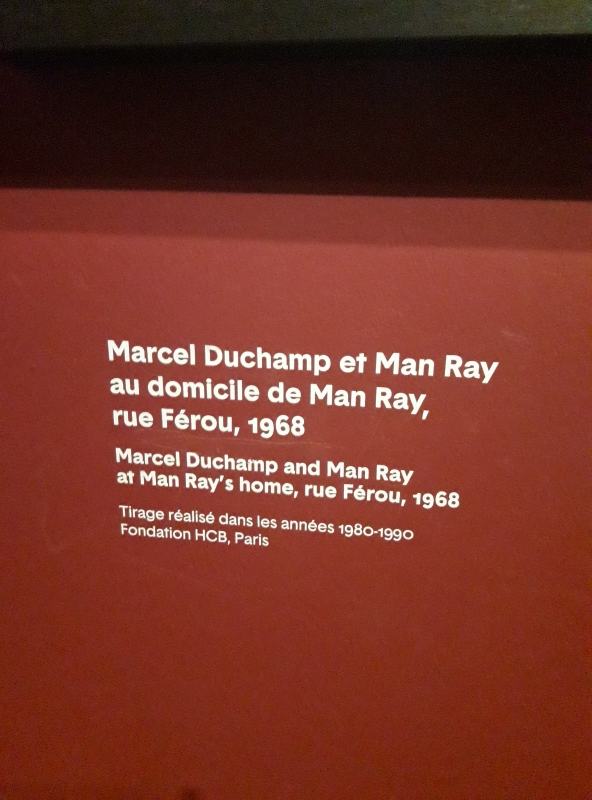 Marcel Duchamp et Man Ray
au domicile de Man Ray,
rue Férou, 1968
Marcel Duchamp and Man Ray
at Man Ray's home, rue Férou, 1968
Tirage réalisé dans les années 1980-1990
Fondation HCB, Paris